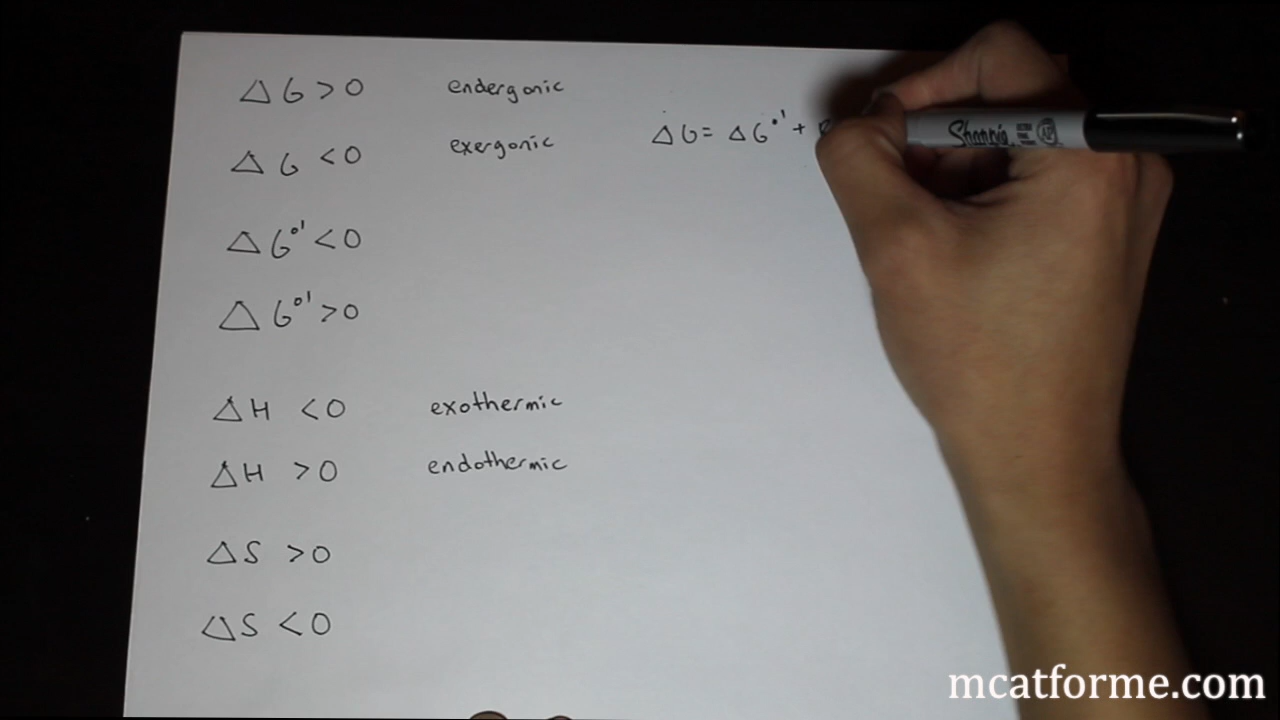 ΔG > 0 endergonic
ΔG < 0 exergonic
ΔG = ΔG°' +
ΔG°' < 0
ΔG°' > 0
ΔH < 0 exothermic
ΔH > 0 endothermic
ΔS > 0
ΔS < 0
Sharpie
AP
mcatforme.com